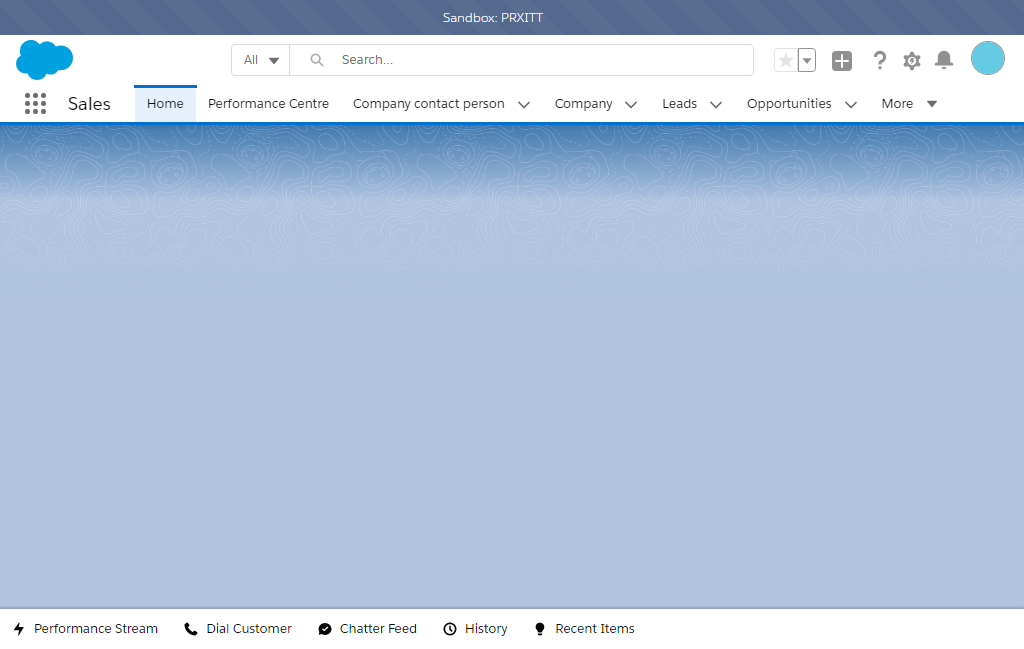 Sandbox: PRXITT
All Search...
Sales Home Performance Centre Company contact person Company Leads Opportunities More
Performance Stream Dial Customer Chatter Feed History Recent Items